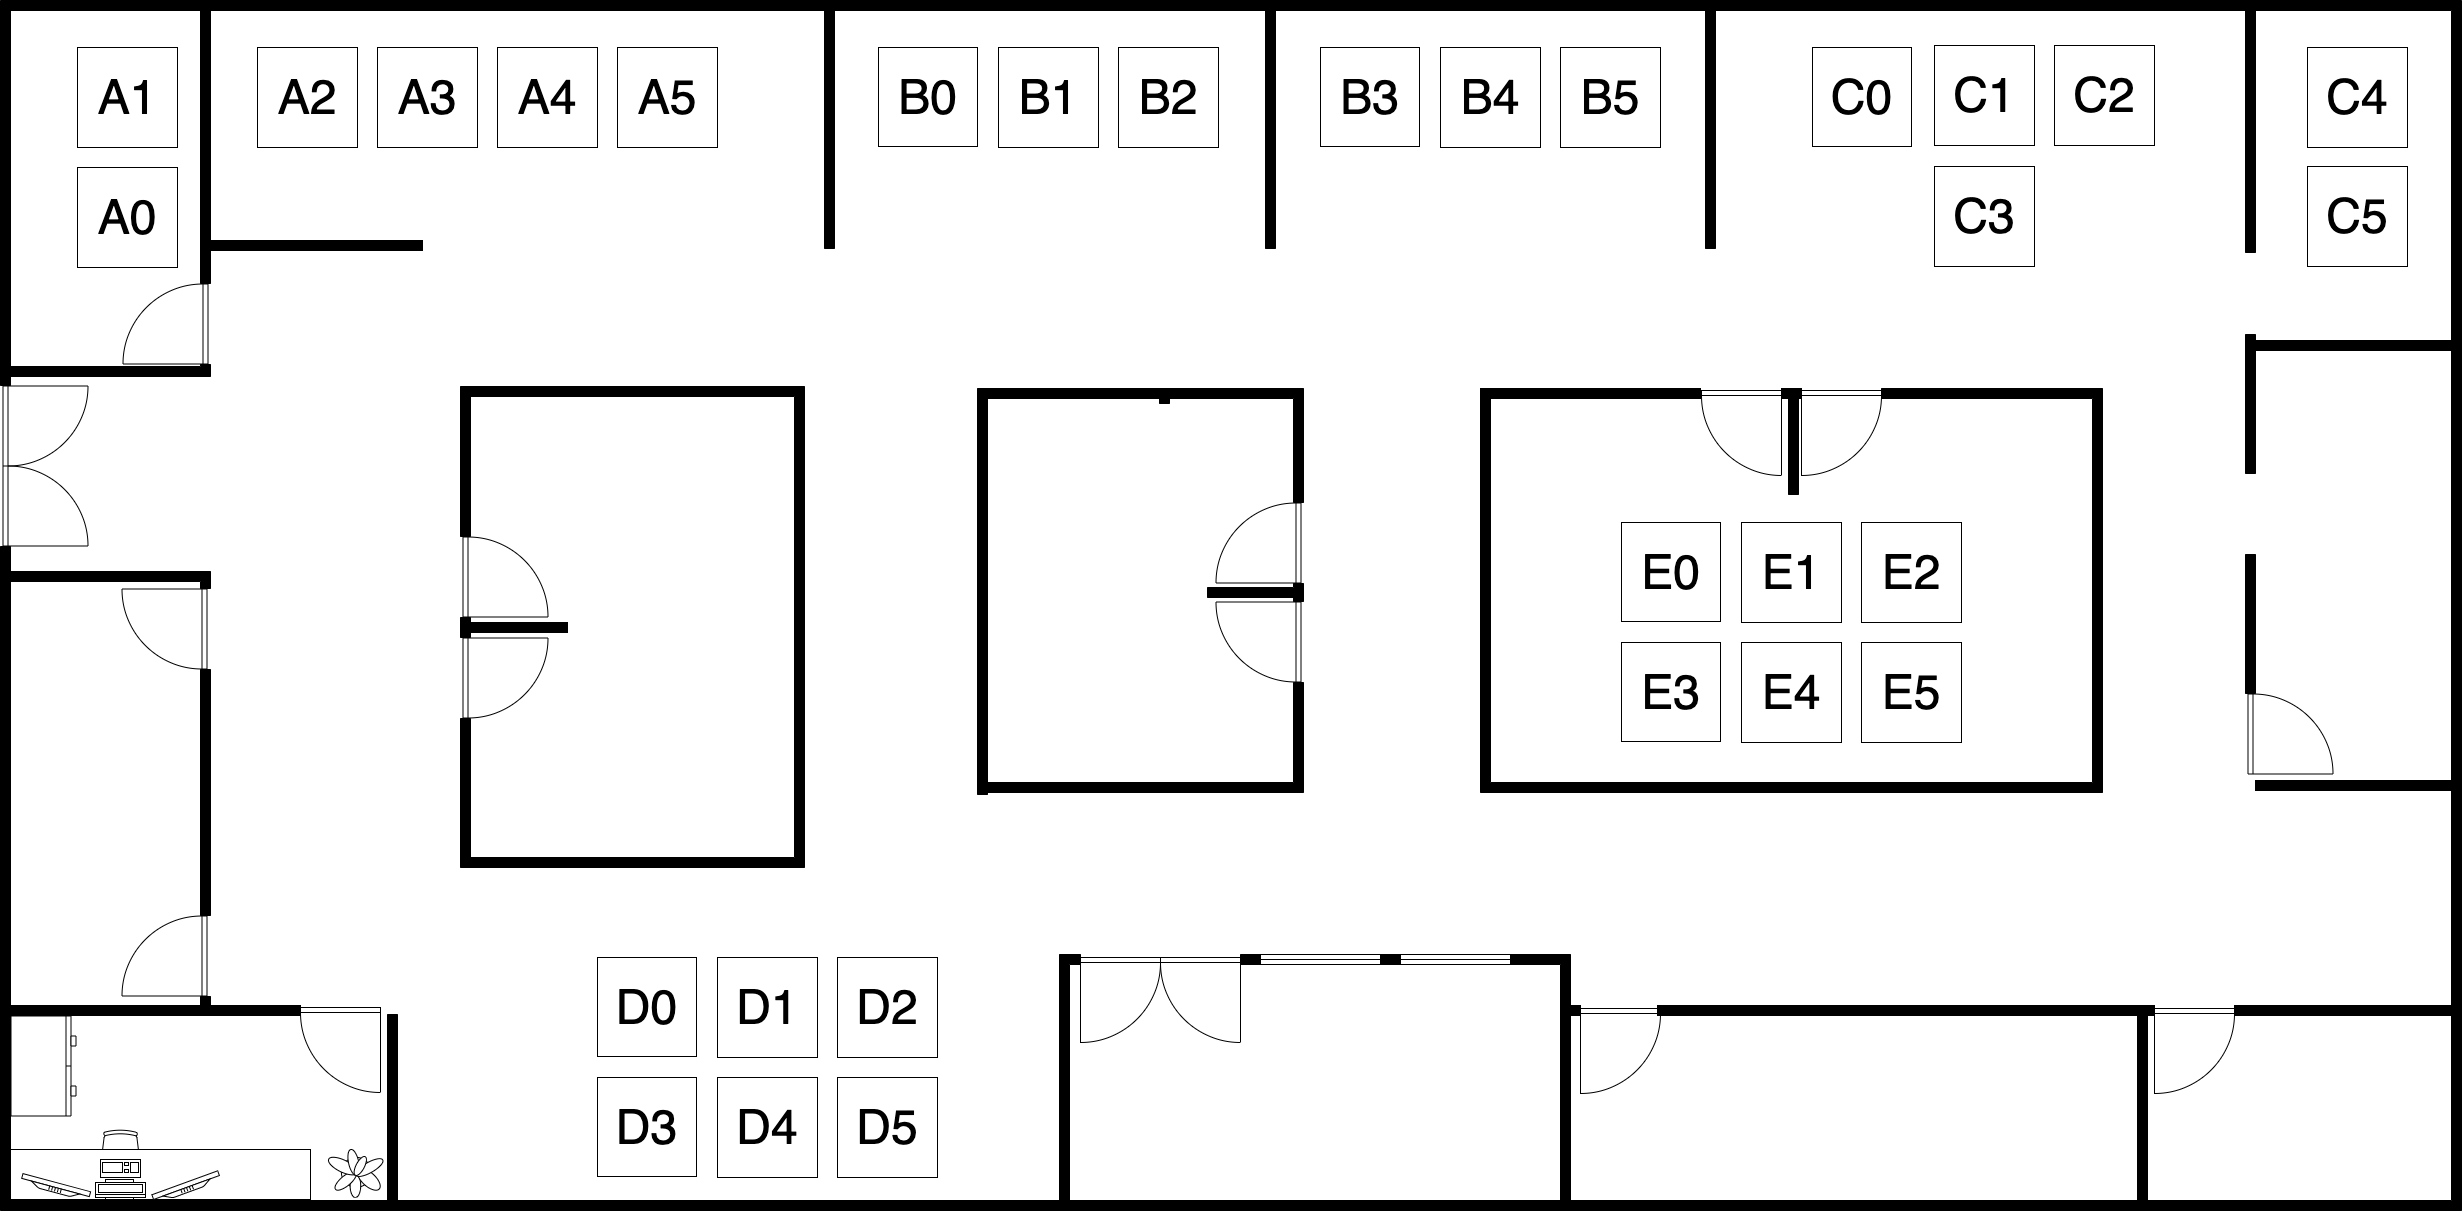 A1 A2 A3 A4 A5 B0 B1 B2 B3 B4 B5 C0 C1 C2 C4
A0 C3 C5
E0 E1 E2
E3 E4 E5
D0 D1 D2
D3 D4 D5